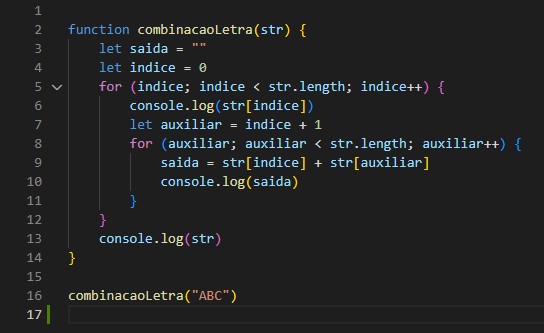 1
2 function combinacaoLetra(str) {
3     let saida = ""
4     let indice = 0
5     for (indice; indice < str.length; indice++) {
6         console.log(str[indice])
7         let auxiliar = indice + 1
8         for (auxiliar; auxiliar < str.length; auxiliar++) {
9             saida = str[indice] + str[auxiliar]
10             console.log(saida)
11         }
12     }
13     console.log(str)
14 }
15
16 combinacaoLetra("ABC")
17